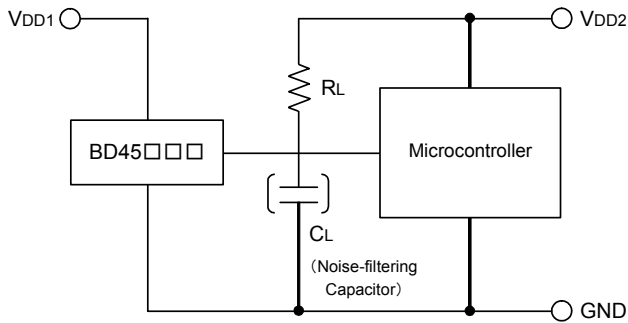 VDD1
VDD2
RL
BD45□□□
Microcontroller
CL
（Noise-filtering
Capacitor）
GND